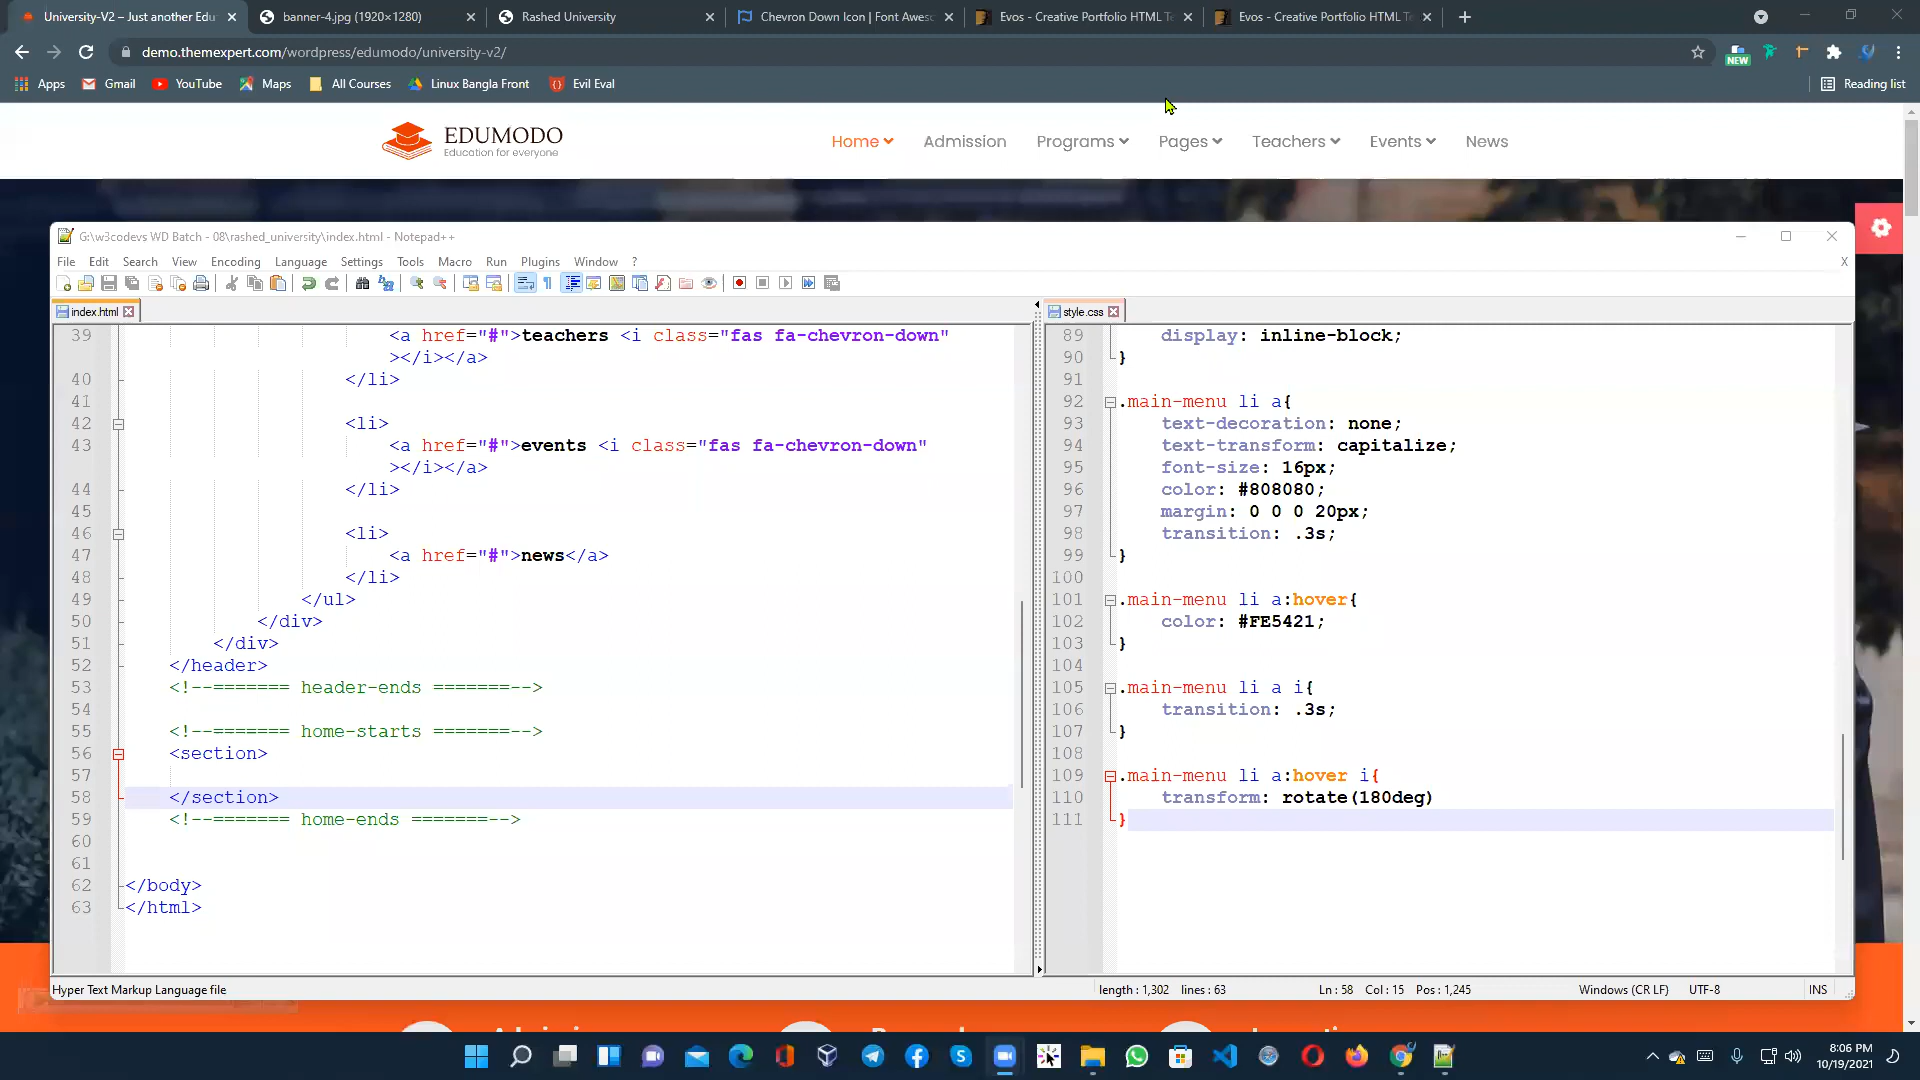 University-V2 – Just another Edu
banner-4.jpg (1920×1280)
Rashed University
Chevron Down Icon | Font Aweso
Evos - Creative Portfolio HTML Te
Evos - Creative Portfolio HTML Te
demo.themexpert.com/wordpress/edumodo/university-v2/
NEW
Apps
Gmail
YouTube
Maps
All Courses
Linux Bangla Front
Evil Eval
Reading list
EDUMODO
Education for everyone
Home
Admission
Programs
Pages
Teachers
Events
News
G:\w3codevs WD Batch - 08\rashed_university\index.html - Notepad++
File Edit Search View Encoding Language Settings Tools Macro Run Plugins Window ?
X
index.html
39 <a href="#">teachers <i class="fas fa-chevron-down"
></i></a>
40 </li>
41
42 <li>
43 <a href="#">events <i class="fas fa-chevron-down"
></i></a>
44 </li>
45
46 <li>
47 <a href="#">news</a>
48 </li>
49 </ul>
50 </div>
51 </div>
52 </header>
53 <!--======= header-ends =======-->
54
55 <!--======= home-starts =======-->
56 <section>
57
58 </section>
59 <!--======= home-ends =======-->
60
61
62 </body>
63 </html>
style.css
89 display: inline-block;
90 }
91
92 .main-menu li a{
93 text-decoration: none;
94 text-transform: capitalize;
95 font-size: 16px;
96 color: #808080;
97 margin: 0 0 0 20px;
98 transition: .3s;
99 }
100
101 .main-menu li a:hover{
102 color: #FE5421;
103 }
104
105 .main-menu li a i{
106 transition: .3s;
107 }
108
109 .main-menu li a:hover i{
110 transform: rotate(180deg)
111 }
Hyper Text Markup Language file
length : 1,302 lines : 63
Ln : 58 Col : 15 Pos : 1,245
Windows (CR LF)
UTF-8
INS
8:06 PM
10/19/2021